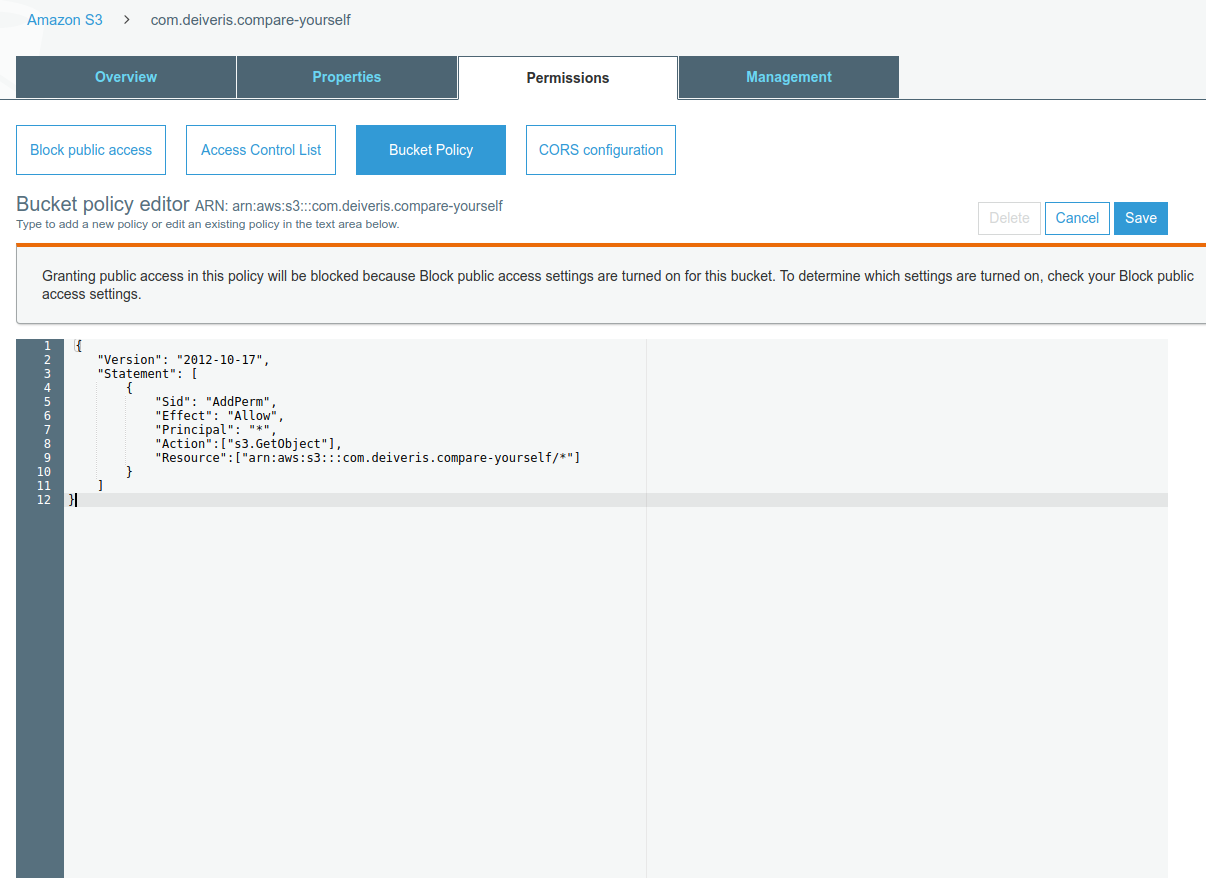 Amazon S3 > com.deiveris.compare-yourself
Overview Properties Permissions Management
Block public access Access Control List Bucket Policy CORS configuration
Bucket policy editor ARN: arn:aws:s3:::com.deiveris.compare-yourself
Type to add a new policy or edit an existing policy in the text area below.
Delete Cancel Save
Granting public access in this policy will be blocked because Block public access settings are turned on for this bucket. To determine which settings are turned on, check your Block public
access settings.
1 {
2 "Version": "2012-10-17",
3 "Statement": [
4 {
5 "Sid": "AddPerm",
6 "Effect": "Allow",
7 "Principal": "*",
8 "Action":["s3.GetObject"],
9 "Resource":["arn:aws:s3:::com.deiveris.compare-yourself/*"]
10 }
11 ]
12 }